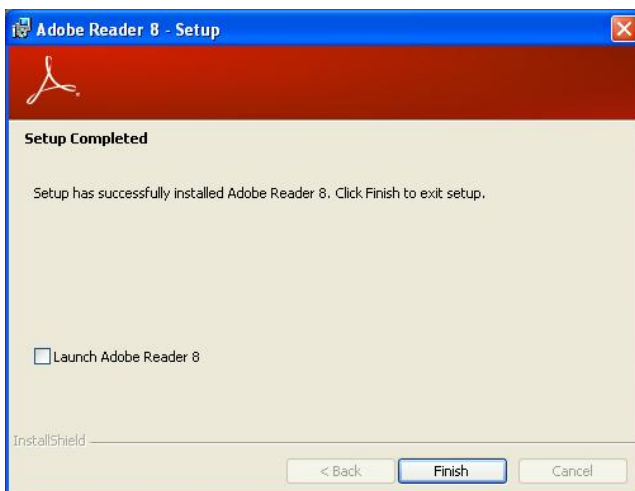 Adobe Reader 8 - Setup
Setup Completed
Setup has successfully installed Adobe Reader 8. Click Finish to exit setup.
Launch Adobe Reader 8
InstallShield
< Back Finish Cancel